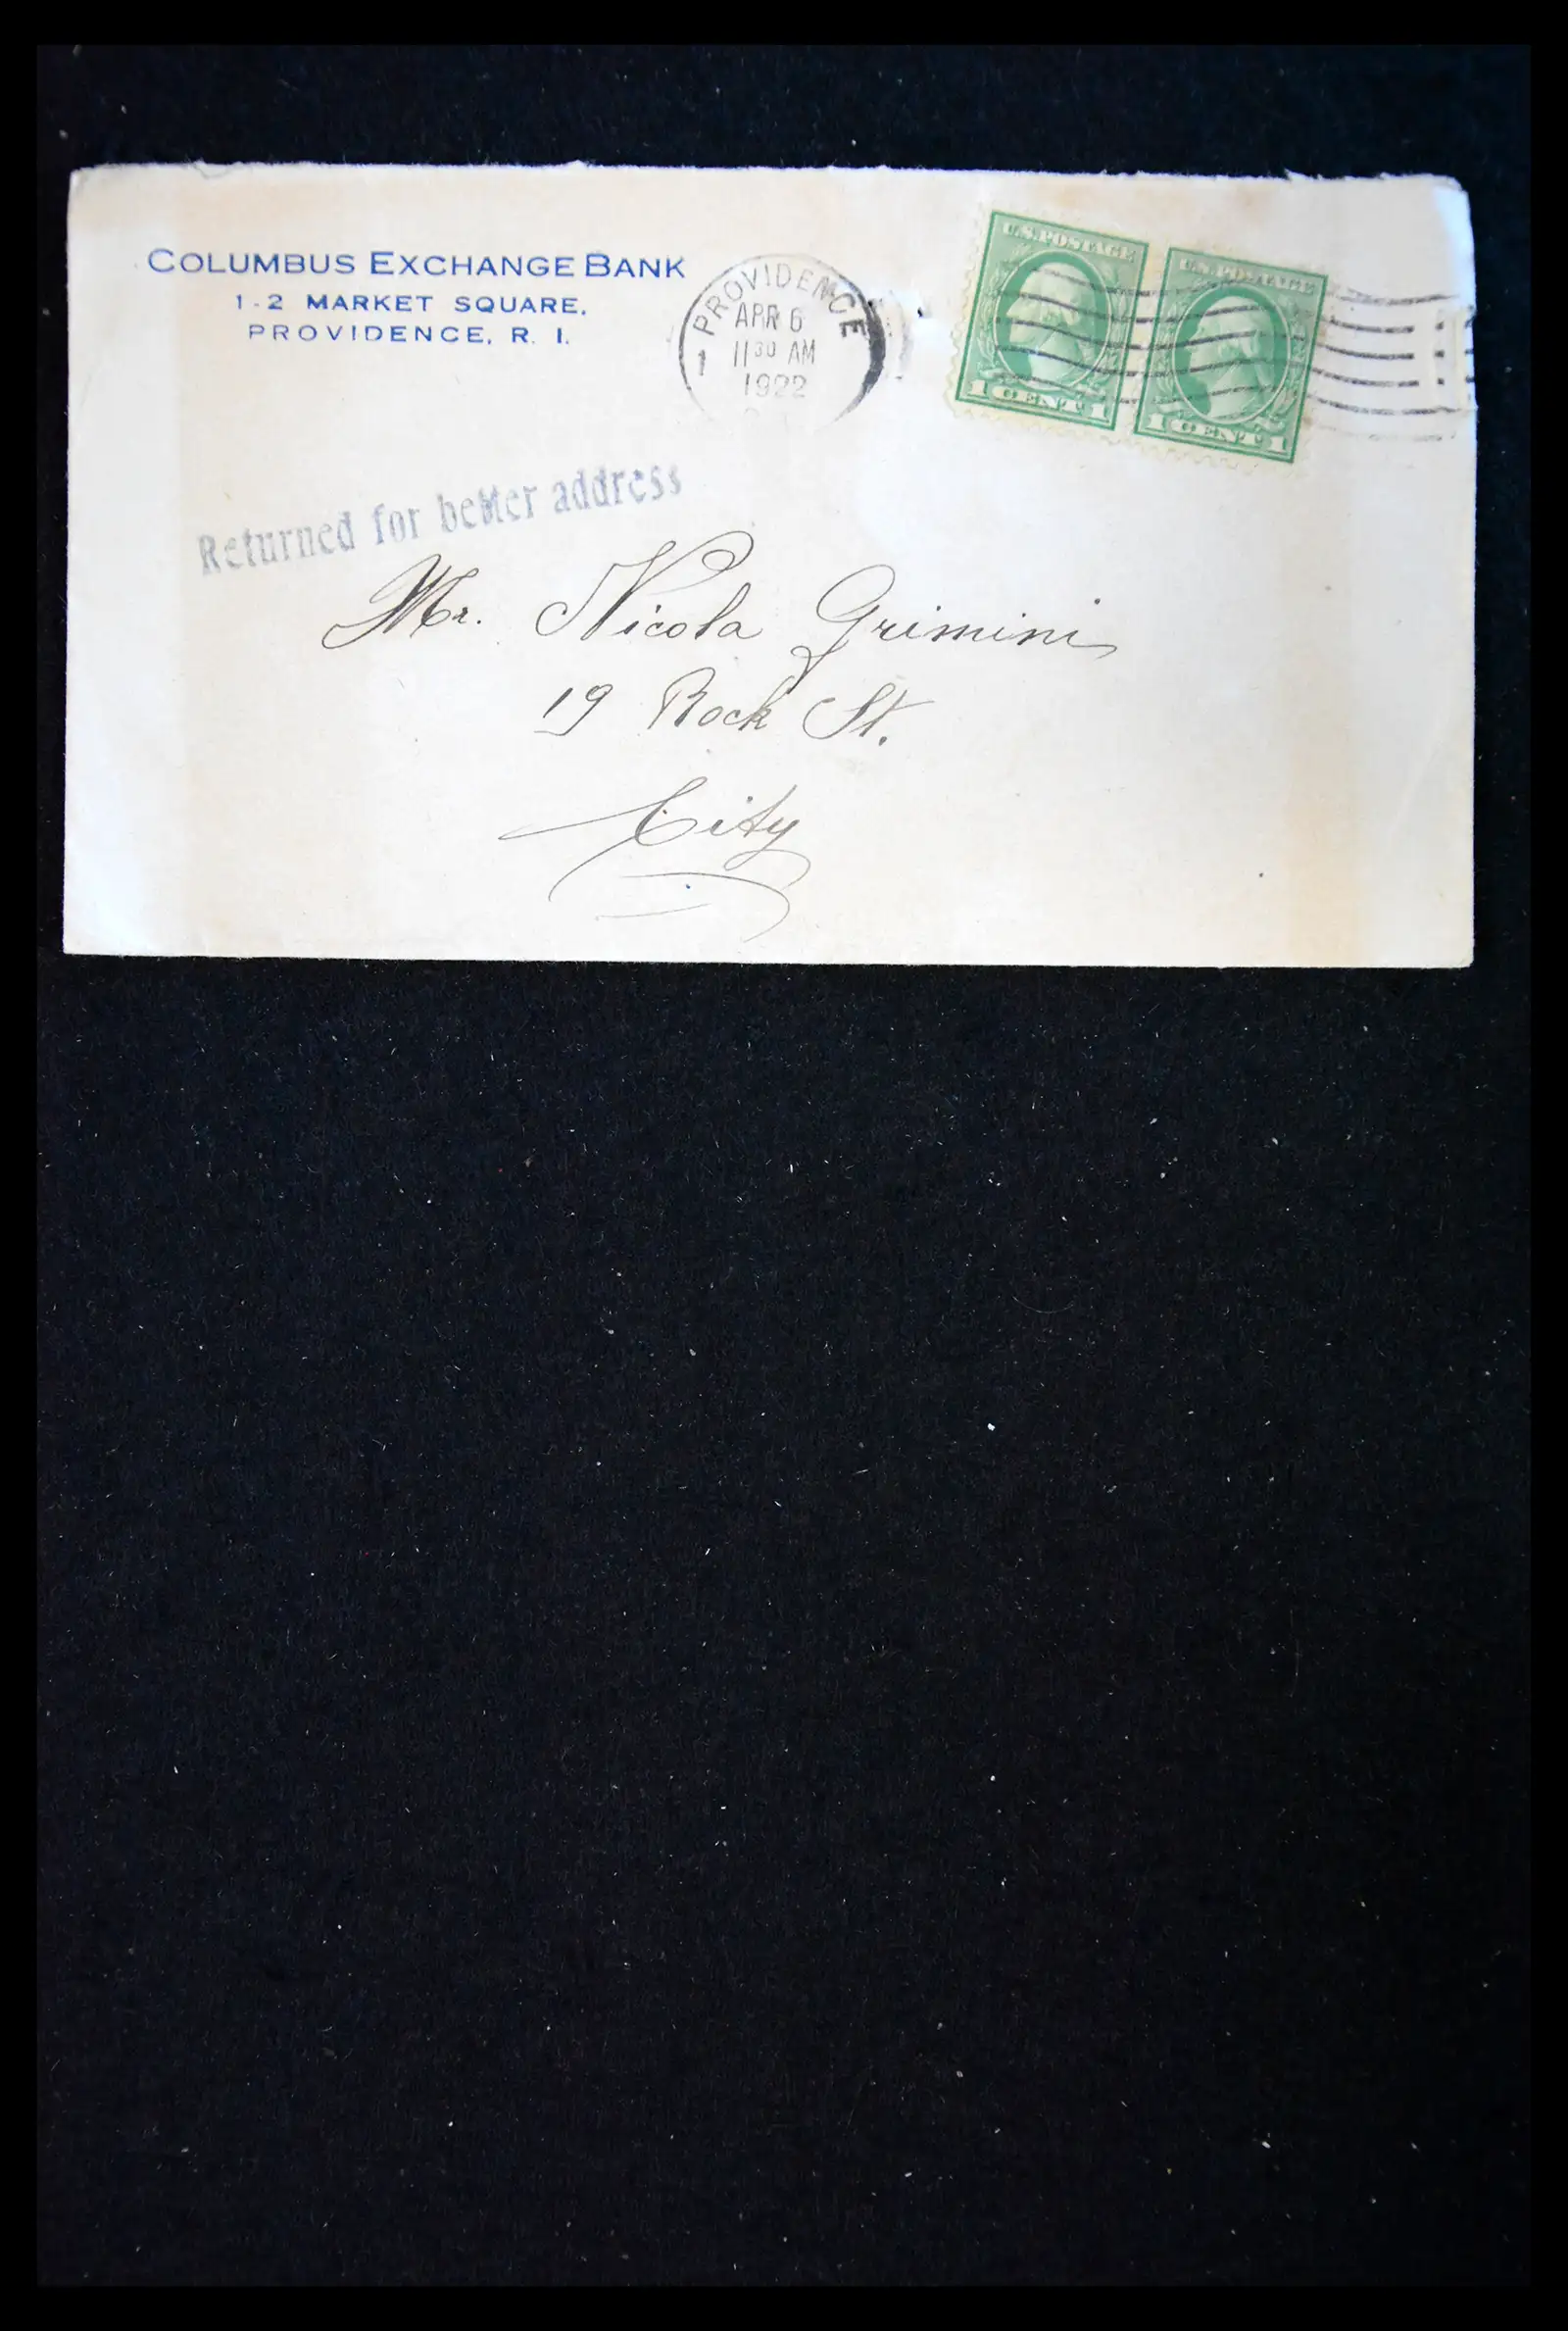 COLUMBUS EXCHANGE BANK
1-2 MARKET SQUARE.
PROVIDENCE, R. I.
PROVIDENCE
1
APR 6
11 30 AM
1922
U.S. POSTAGE
1 CENT 1
U.S. POSTAGE
1 CENT 1
Returned for better address
Mr. Nicola Grimini
19 Rock St.
City